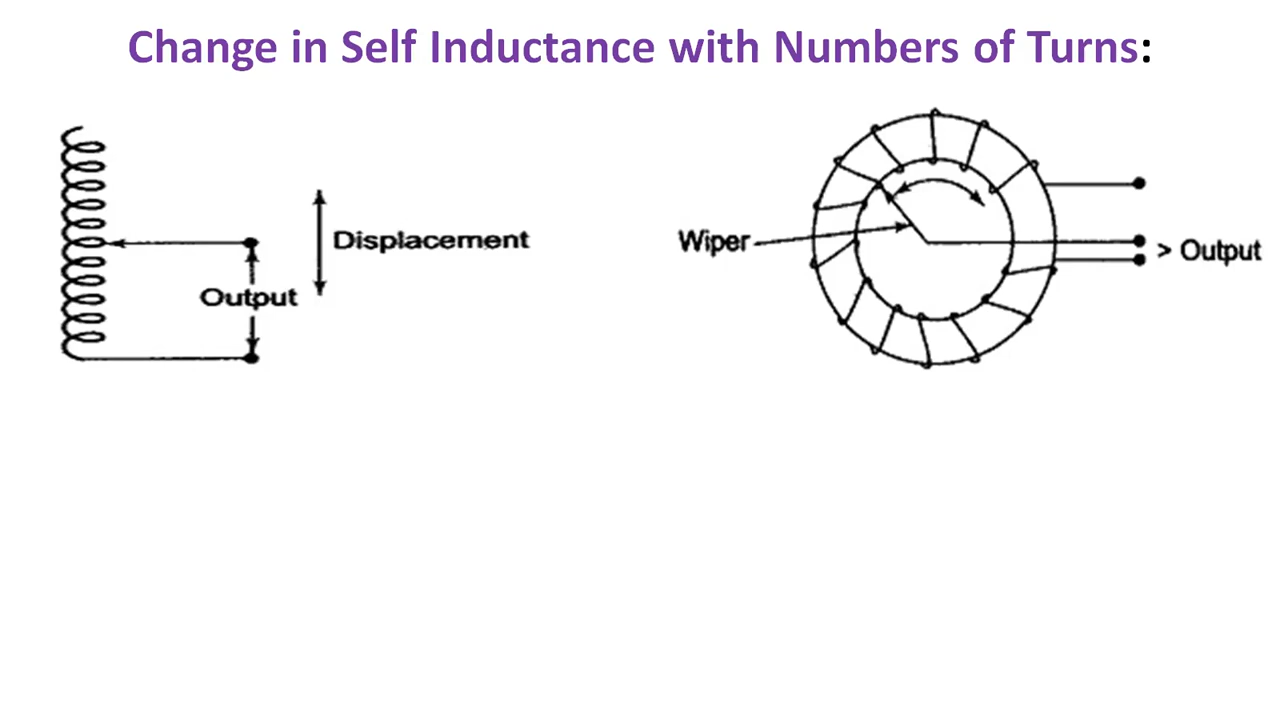 Change in Self Inductance with Numbers of Turns:
Displacement
Output
Wiper
> Output